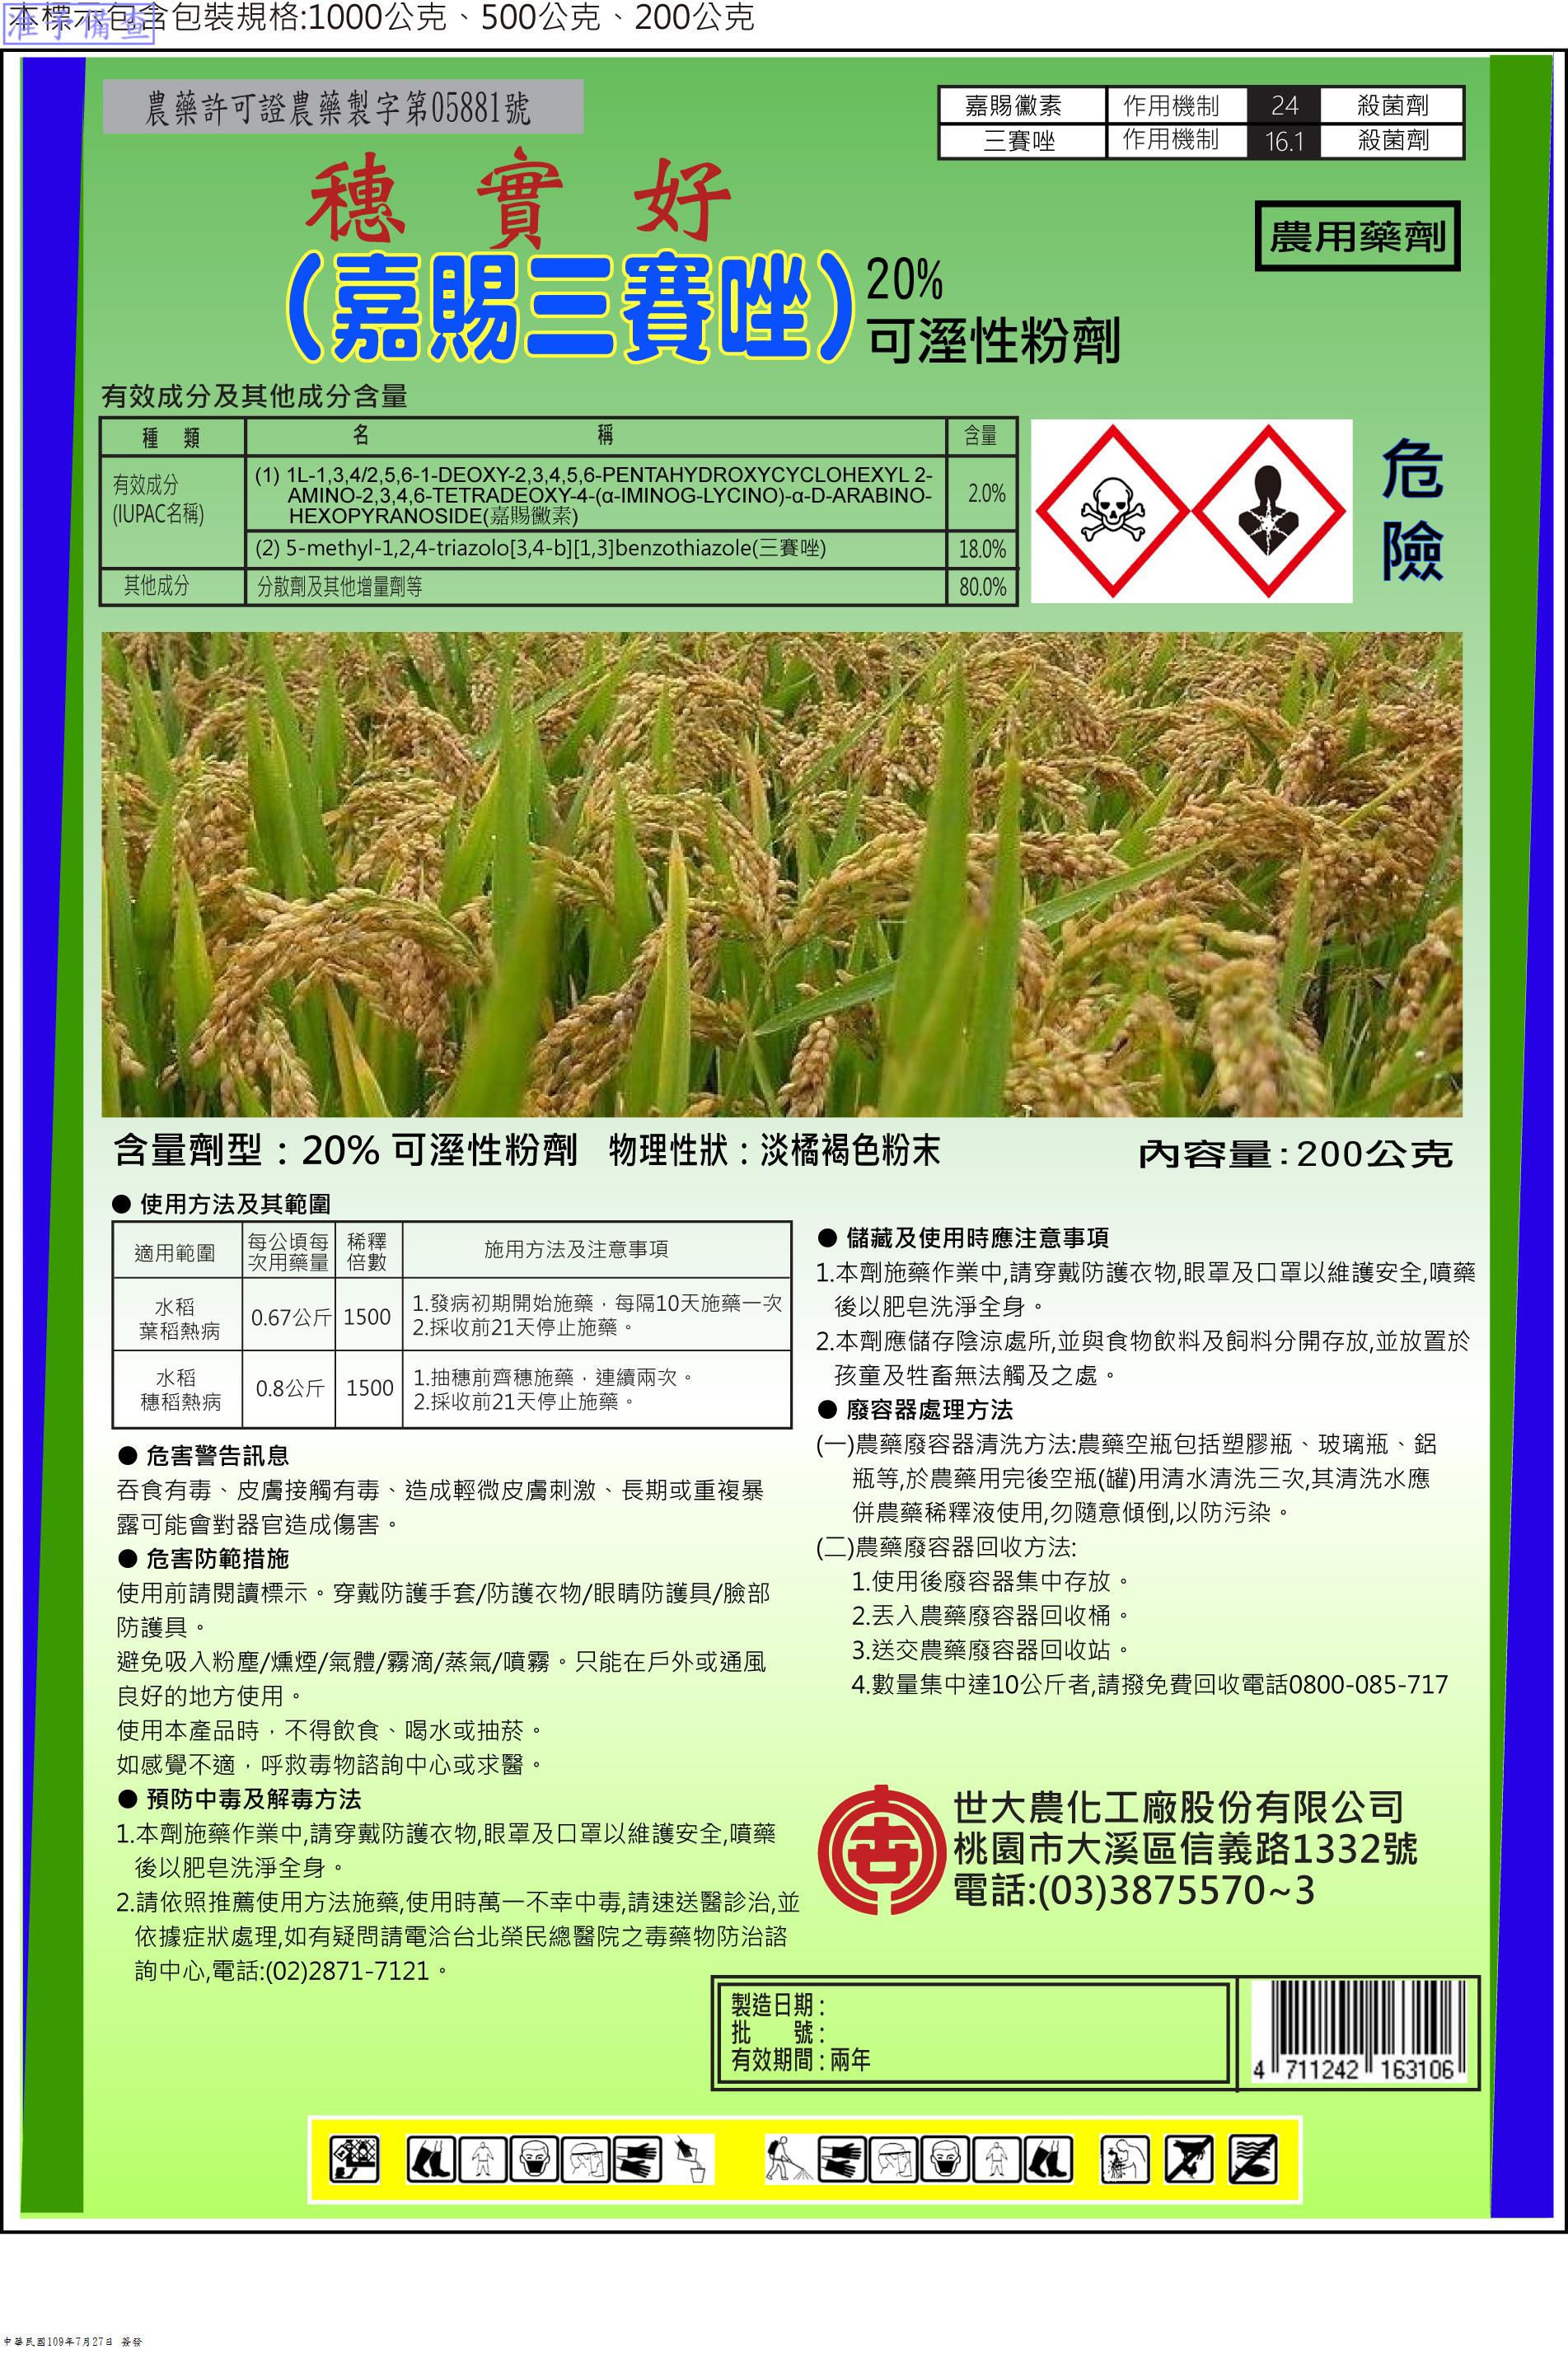 本標示包含包裝規格:1000公克、500公克、200公克
准予備查
農藥許可證農藥製字第05881號
嘉賜黴素 作用機制 24 殺菌劑
三賽唑 作用機制 16.1 殺菌劑
穗實好
農用藥劑
(嘉賜三賽唑)20%
可溼性粉劑
有效成分及其他成分含量
種 類 名 稱 含量
有效成分
(IUPAC名稱)
(1) 1L-1,3,4/2,5,6-1-DEOXY-2,3,4,5,6-PENTAHYDROXYCYCLOHEXYL 2-
AMINO-2,3,4,6-TETRADEOXY-4-(α-IMINOG-LYCINO)-α-D-ARABINO-
HEXOPYRANOSIDE(嘉賜黴素)
2.0%
(2) 5-methyl-1,2,4-triazolo[3,4-b][1,3]benzothiazole(三賽唑) 18.0%
其他成分 分散劑及其他增量劑等 80.0%
危
險
含量劑型：20% 可溼性粉劑 物理性狀：淡橘褐色粉末 內容量:200公克
● 使用方法及其範圍
適用範圍 每公頃每次用藥量 稀釋倍數 施用方法及注意事項
水稻
葉稻熱病
0.67公斤 1500
1.發病初期開始施藥，每隔10天施藥一次
2.採收前21天停止施藥。
水稻
穗稻熱病
0.8公斤 1500
1.抽穗前齊穗施藥，連續兩次。
2.採收前21天停止施藥。
● 危害警告訊息
吞食有毒、皮膚接觸有毒、造成輕微皮膚刺激、長期或重複暴
露可能會對器官造成傷害。
● 危害防範措施
使用前請閱讀標示。穿戴防護手套/防護衣物/眼睛防護具/臉部
防護具。
避免吸入粉塵/燻煙/氣體/霧滴/蒸氣/噴霧。只能在戶外或通風
良好的地方使用。
使用本產品時，不得飲食、喝水或抽菸。
如感覺不適，呼救毒物諮詢中心或求醫。
● 預防中毒及解毒方法
1.本劑施藥作業中,請穿戴防護衣物,眼罩及口罩以維護安全,噴藥
後以肥皂洗淨全身。
2.請依照推薦使用方法施藥,使用時萬一不幸中毒,請速送醫診治,並
依據症狀處理,如有疑問請電洽台北榮民總醫院之毒藥物防治諮
詢中心,電話:(02)2871-7121。
● 儲藏及使用時應注意事項
1.本劑施藥作業中,請穿戴防護衣物,眼罩及口罩以維護安全,噴藥
後以肥皂洗淨全身。
2.本劑應儲存陰涼處所,並與食物飲料及飼料分開存放,並放置於
孩童及牲畜無法觸及之處。
● 廢容器處理方法
(一)農藥廢容器清洗方法:農藥空瓶包括塑膠瓶、玻璃瓶、鋁
瓶等,於農藥用完後空瓶(罐)用清水清洗三次,其清洗水應
併農藥稀釋液使用,勿隨意傾倒,以防污染。
(二)農藥廢容器回收方法:
1.使用後廢容器集中存放。
2.丟入農藥廢容器回收桶。
3.送交農藥廢容器回收站。
4.數量集中達10公斤者,請撥免費回收電話0800-085-717
世大農化工廠股份有限公司
桃園市大溪區信義路1332號
電話:(03)3875570~3
製造日期：
批 號：
有效期間：兩年
4 711242 163106
中華民國109年7月27日 簽發